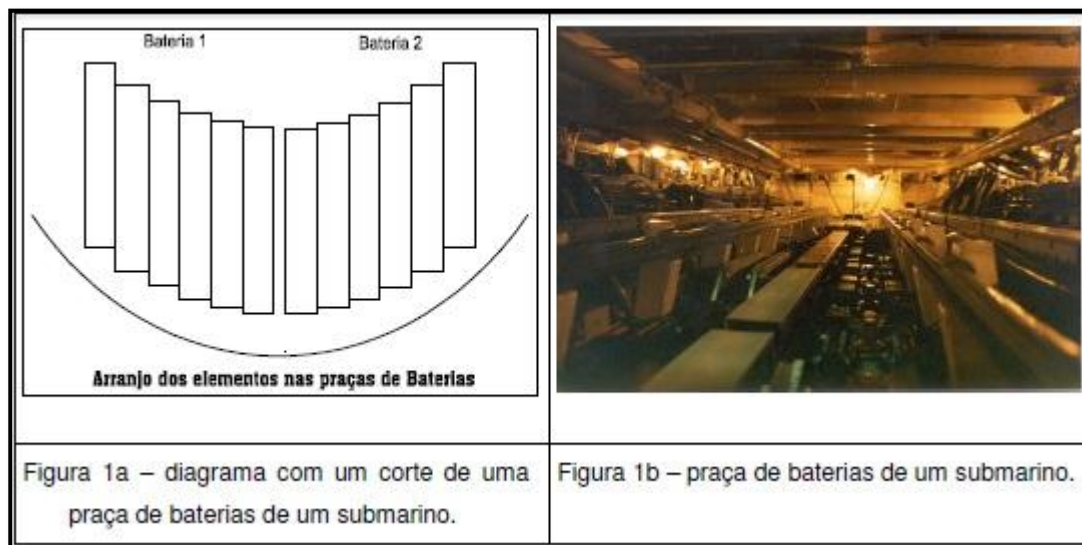 Bateria 1 Bateria 2
Arranjo dos elementos nas praças de Baterias
Figura 1a – diagrama com um corte de uma
praça de baterias de um submarino.
Figura 1b – praça de baterias de um submarino.